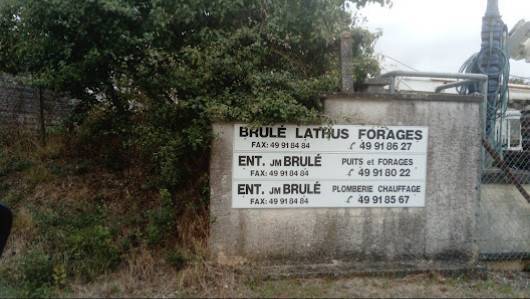 BRULÉ LATHUS FORAGES
FAX: 49 91 84 84 ✆ 49 91 86 27
ENT. JM BRULÉ PUITS et FORAGES
FAX: 49 91 84 84 ✆ 49 91 80 22
ENT. JM BRULÉ PLOMBERIE CHAUFFAGE
FAX: 49 91 84 84 ✆ 49 91 85 67